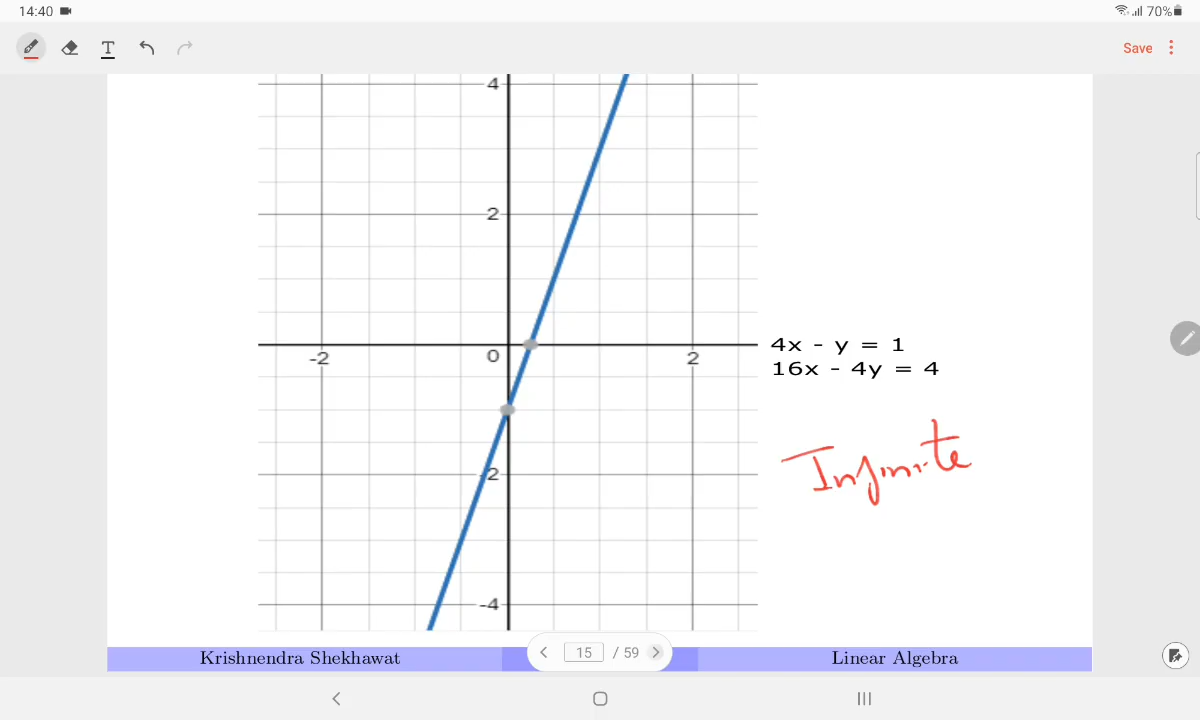 14:40
70%
T
Save
4
2
-2
0
2
4x - y = 1
16x - 4y = 4
Infinite
-2
-4
15 / 59
Krishnendra Shekhawat
Linear Algebra